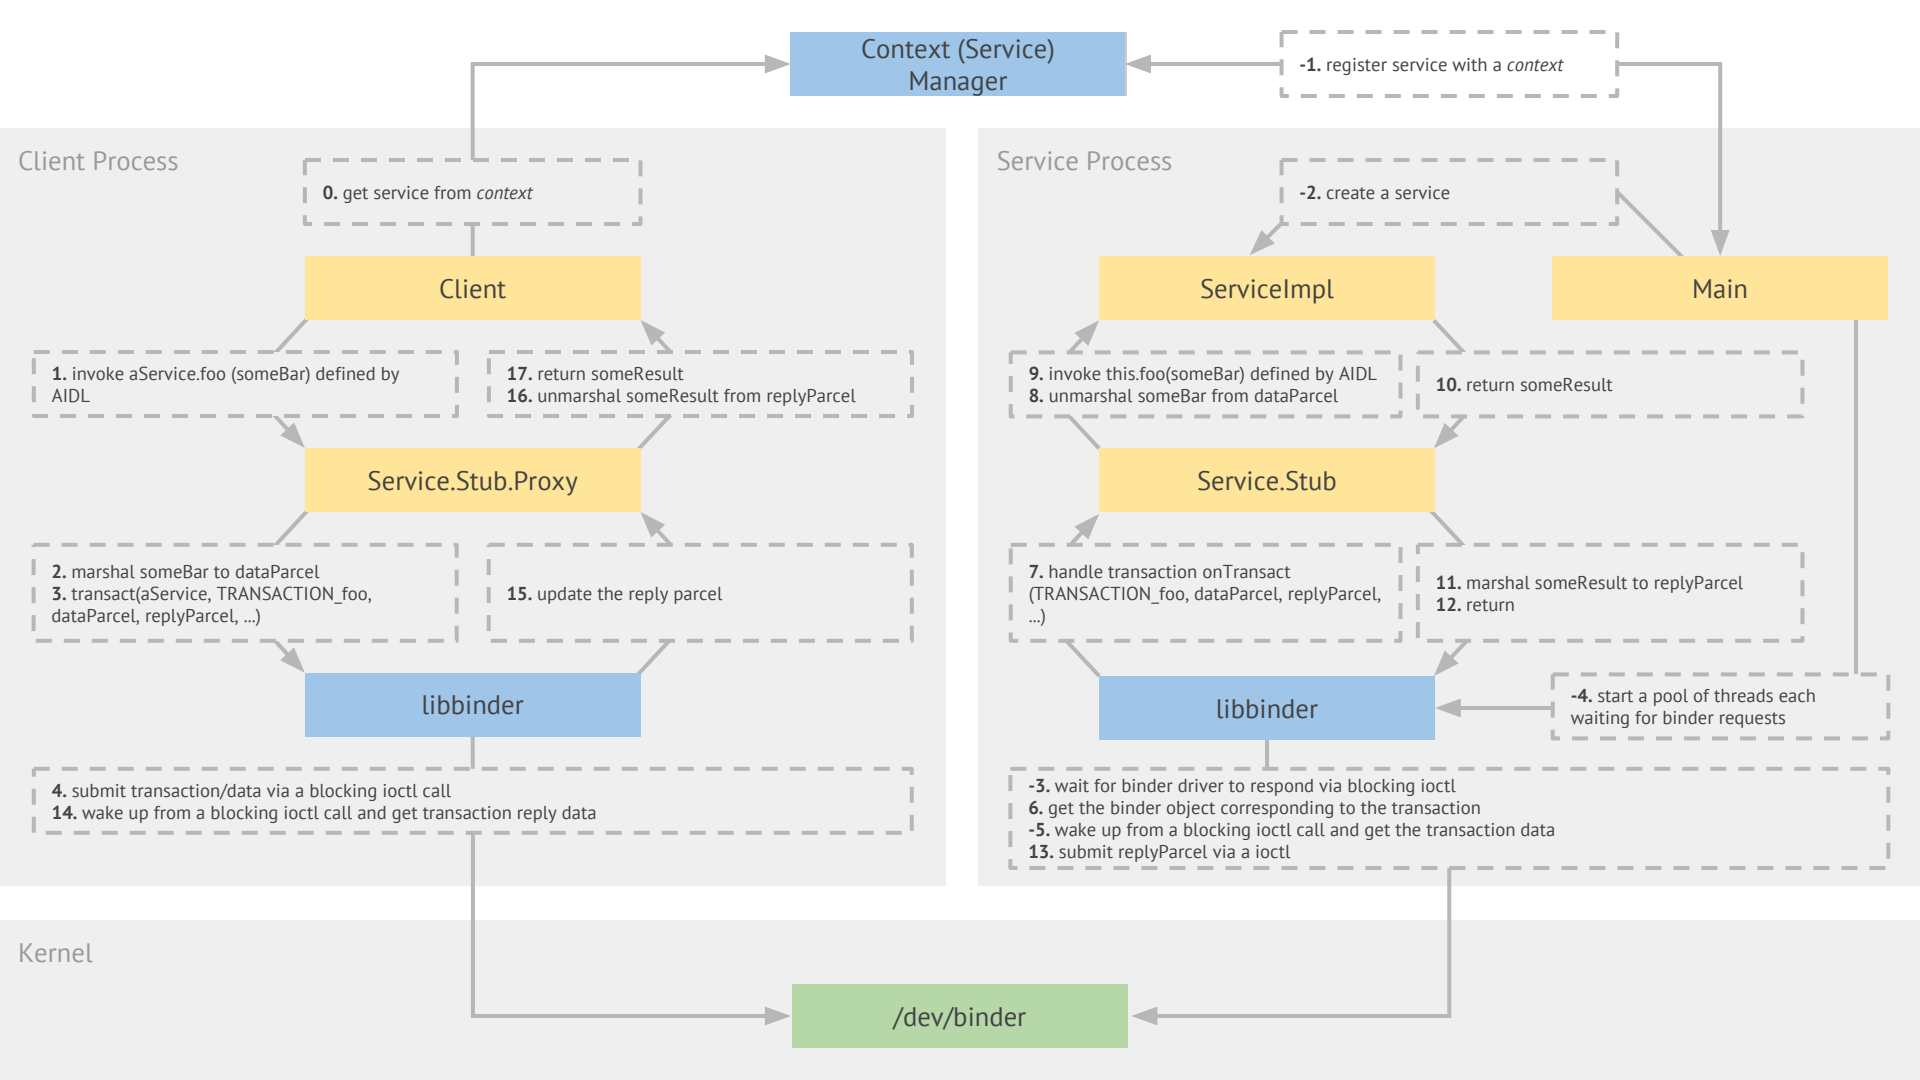 Context (Service)
Manager
-1. register service with a context
Client Process
0. get service from context
Service Process
-2. create a service
Client
ServiceImpl
Main
1. invoke aService.foo (someBar) defined by
AIDL
17. return someResult
16. unmarshal someResult from replyParcel
9. invoke this.foo(someBar) defined by AIDL
8. unmarshal someBar from dataParcel
10. return someResult
Service.Stub.Proxy
Service.Stub
2. marshal someBar to dataParcel
3. transact(aService, TRANSACTION_foo,
dataParcel, replyParcel, ...)
15. update the reply parcel
7. handle transaction onTransact
(TRANSACTION_foo, dataParcel, replyParcel,
...)
11. marshal someResult to replyParcel
12. return
libbinder
libbinder
-4. start a pool of threads each
waiting for binder requests
4. submit transaction/data via a blocking ioctl call
14. wake up from a blocking ioctl call and get transaction reply data
-3. wait for binder driver to respond via blocking ioctl
6. get the binder object corresponding to the transaction
-5. wake up from a blocking ioctl call and get the transaction data
13. submit replyParcel via a ioctl
Kernel
/dev/binder